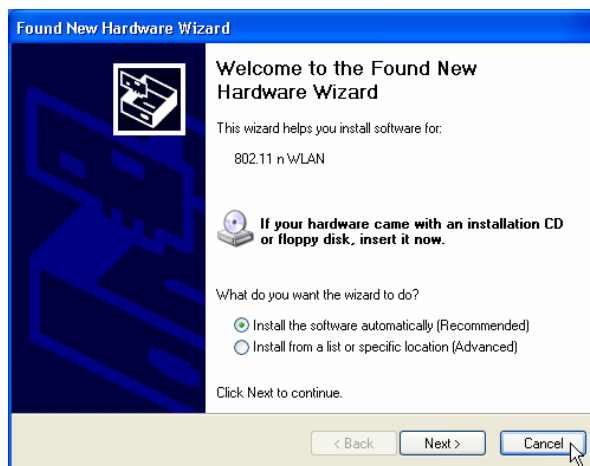 Found New Hardware Wizard
Welcome to the Found New
Hardware Wizard
This wizard helps you install software for:
802.11 n WLAN
If your hardware came with an installation CD
or floppy disk, insert it now.
What do you want the wizard to do?
Install the software automatically (Recommended)
Install from a list or specific location (Advanced)
Click Next to continue.
< Back Next > Cancel